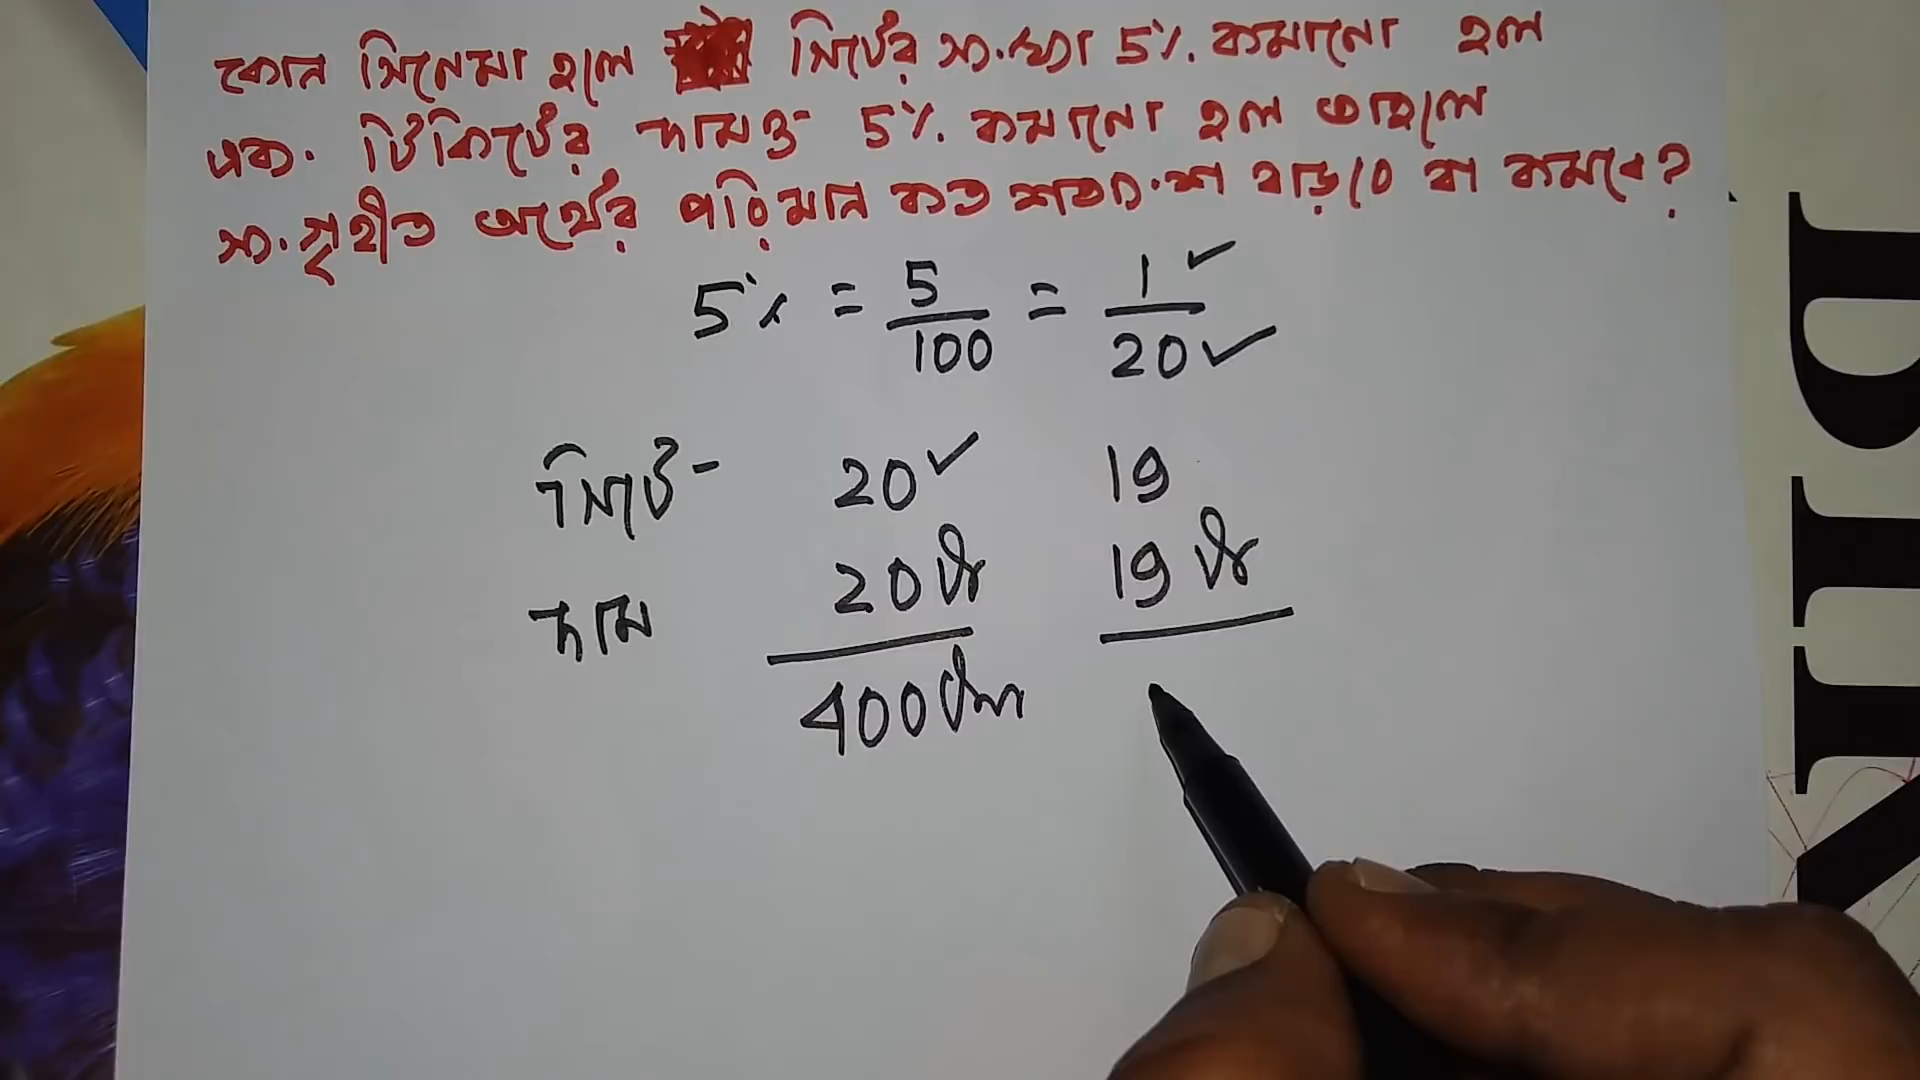 কোন সিনেমা হলে সিটের সংখ্যা 5%. কমানো হল
এবং টিকিটের দামও 5%. কমানো হল তাহলে
সংগৃহীত অর্থের পরিমান কত শতাংশ বাড়বে বা কমবে?
5% = 5/100 = 1/20
সিট - 20 19
দাম 20 টা 19 টা
400 টাকা